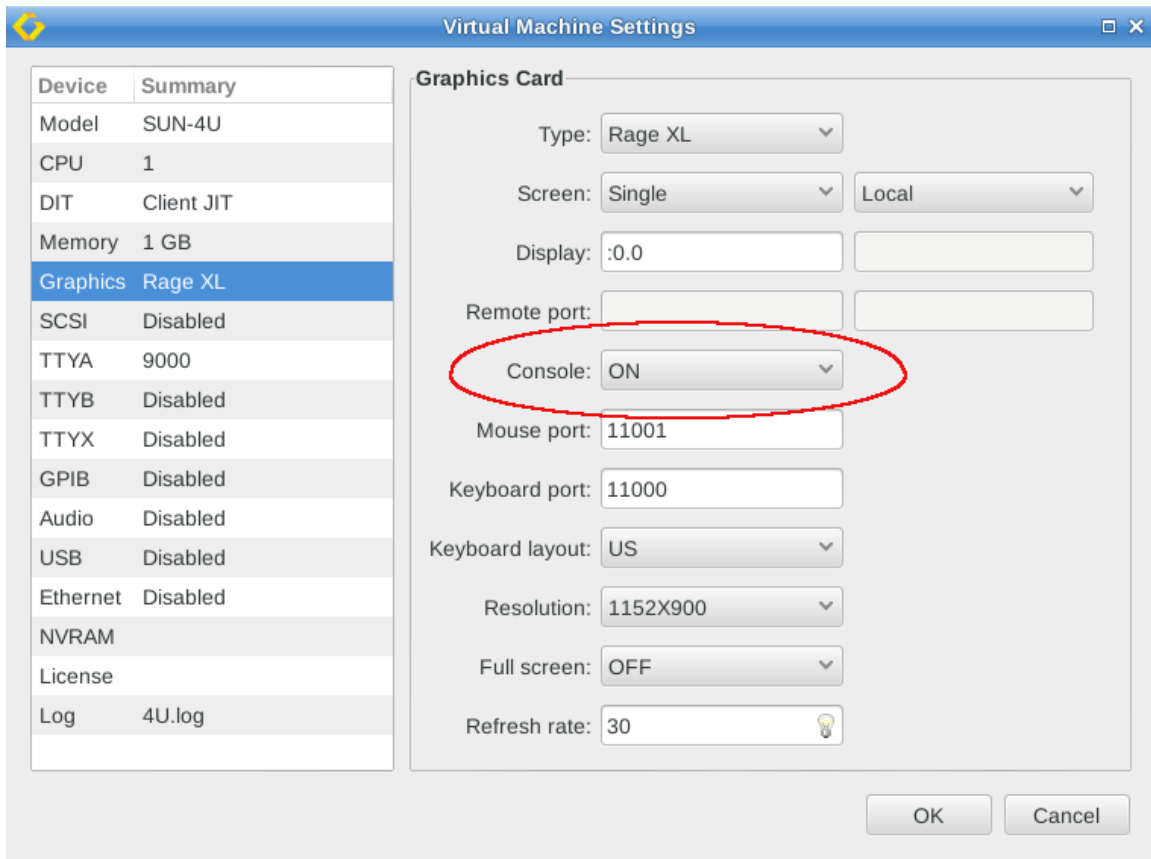 Virtual Machine Settings
Device Summary
Model SUN-4U
CPU 1
DIT Client JIT
Memory 1 GB
Graphics Rage XL
SCSI Disabled
TTYA 9000
TTYB Disabled
TTYX Disabled
GPIB Disabled
Audio Disabled
USB Disabled
Ethernet Disabled
NVRAM
License
Log 4U.log
Graphics Card
Type: Rage XL
Screen: Single Local
Display: :0.0
Remote port:
Console: ON
Mouse port: 11001
Keyboard port: 11000
Keyboard layout: US
Resolution: 1152X900
Full screen: OFF
Refresh rate: 30
OK Cancel